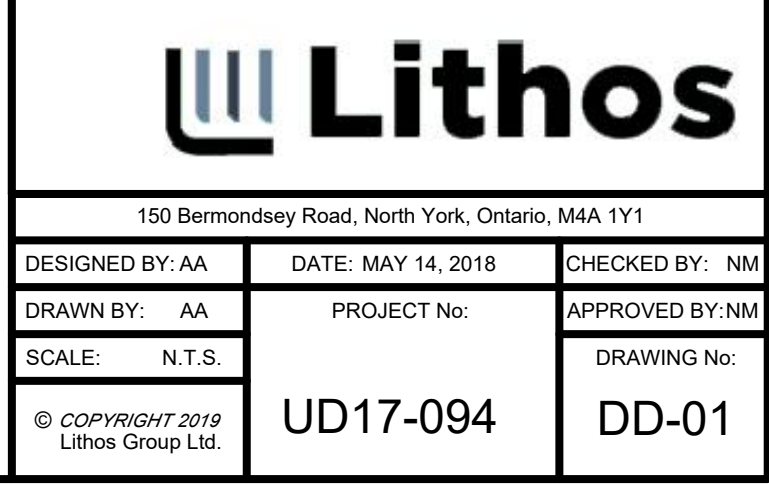 Lithos
150 Bermondsey Road, North York, Ontario, M4A 1Y1
DESIGNED BY: AA
DATE: MAY 14, 2018
CHECKED BY: NM
DRAWN BY: AA
PROJECT No:
APPROVED BY:NM
SCALE: N.T.S.
DRAWING No:
© COPYRIGHT 2019
Lithos Group Ltd.
UD17-094
DD-01